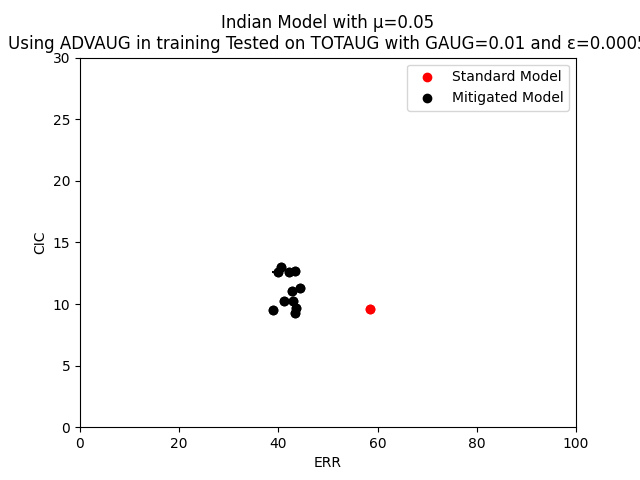 Indian Model with μ=0.05
Using ADVAUG in training Tested on TOTAUG with GAUG=0.01 and ε=0.0005
Standard Model
Mitigated Model
30
25
20
15
10
5
0
CIC
0 20 40 60 80 100
ERR